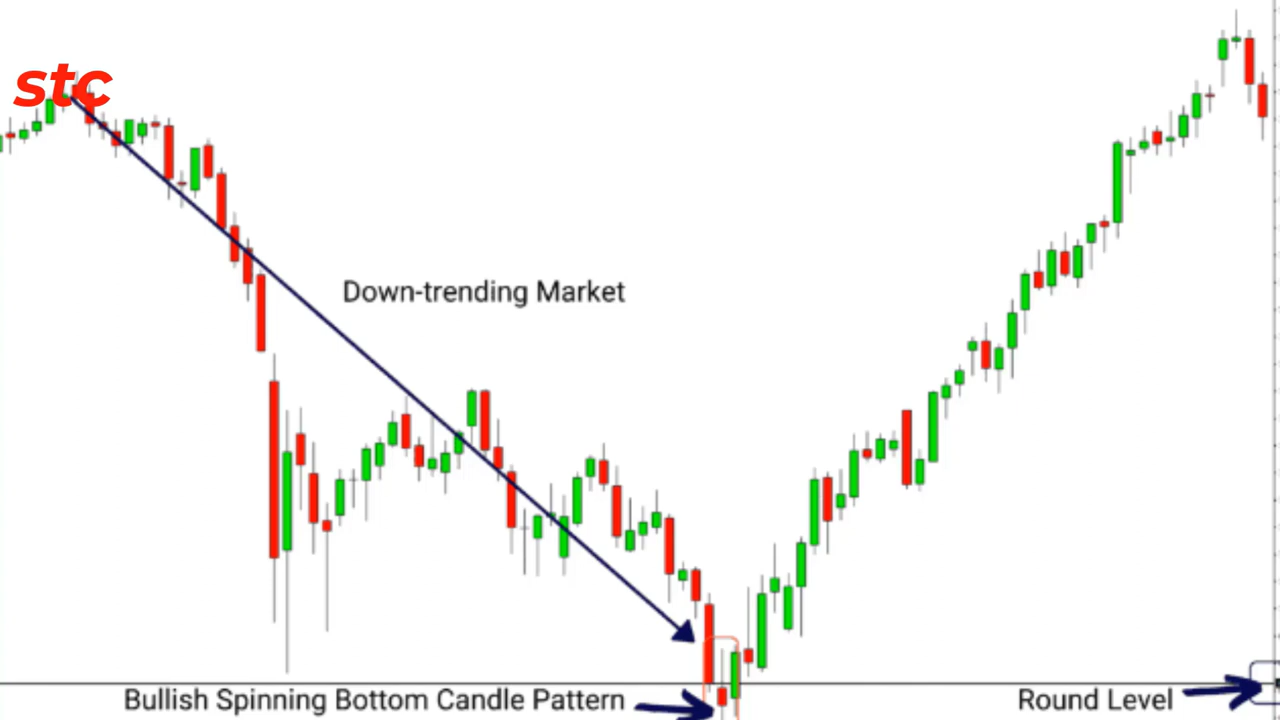 stc
Down-trending Market
Bullish Spinning Bottom Candle Pattern
Round Level